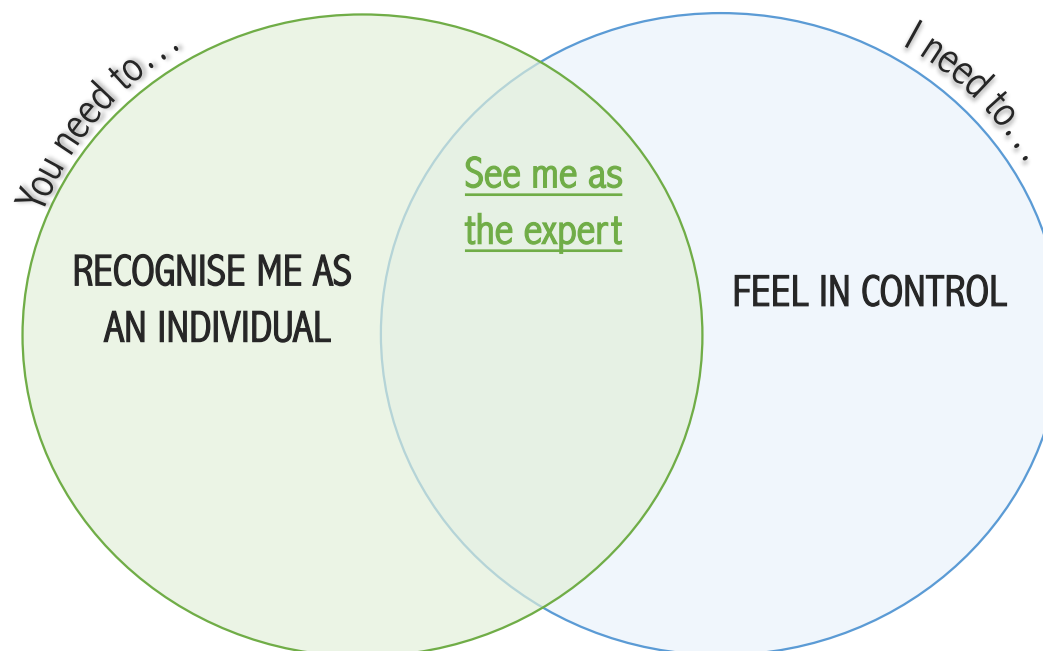 You need to...
I need to...
See me as
the expert
RECOGNISE ME AS
AN INDIVIDUAL
FEEL IN CONTROL